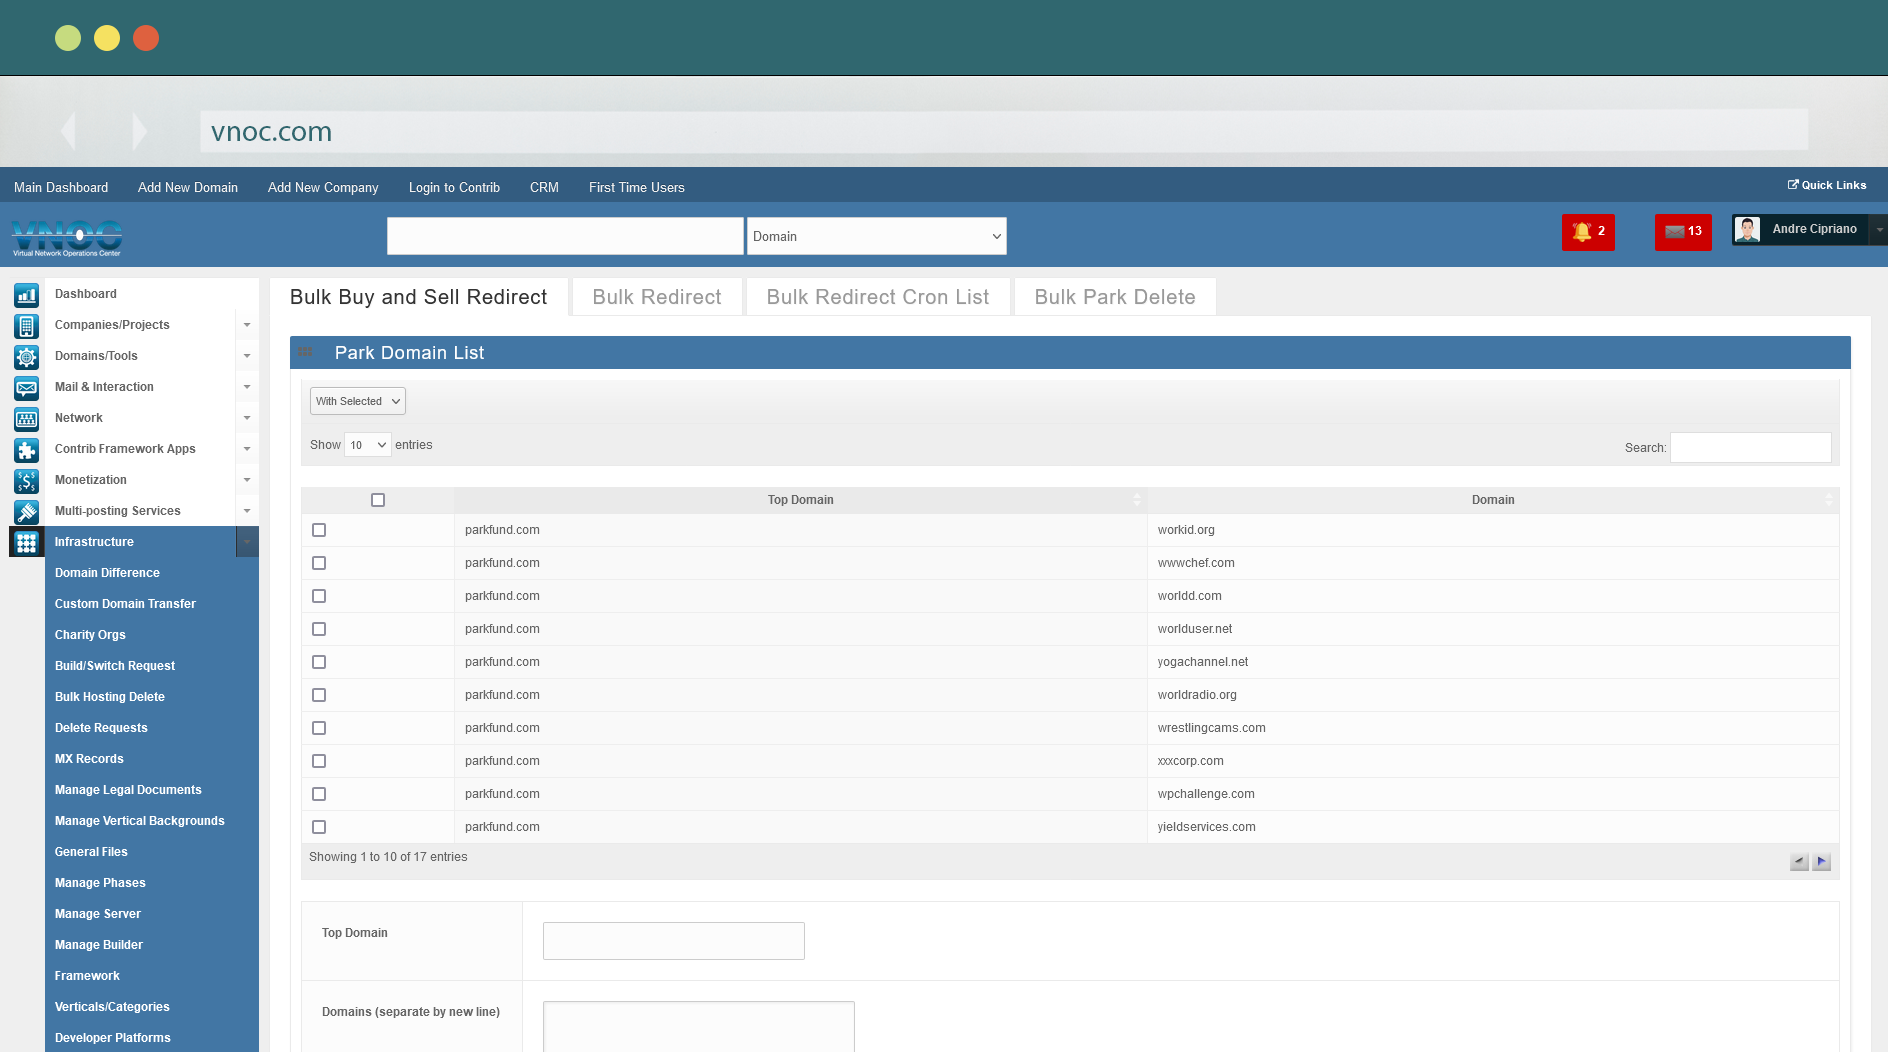 vnoc.com
Main Dashboard Add New Domain Add New Company Login to Contrib CRM First Time Users Quick Links
VNOC
Virtual Network Operations Center
Domain
2
13
Andre Cipriano
Dashboard
Companies/Projects
Domains/Tools
Mail & Interaction
Network
Contrib Framework Apps
Monetization
Multi-posting Services
Infrastructure
Domain Difference
Custom Domain Transfer
Charity Orgs
Build/Switch Request
Bulk Hosting Delete
Delete Requests
MX Records
Manage Legal Documents
Manage Vertical Backgrounds
General Files
Manage Phases
Manage Server
Manage Builder
Framework
Verticals/Categories
Developer Platforms
Bulk Buy and Sell Redirect Bulk Redirect Bulk Redirect Cron List Bulk Park Delete
Park Domain List
With Selected
Show 10 entries Search:
Top Domain Domain
parkfund.com workid.org
parkfund.com wwwchef.com
parkfund.com worldd.com
parkfund.com worlduser.net
parkfund.com yogachannel.net
parkfund.com worldradio.org
parkfund.com wrestlingcams.com
parkfund.com xxxcorp.com
parkfund.com wpchallenge.com
parkfund.com yieldservices.com
Showing 1 to 10 of 17 entries
Top Domain
Domains (separate by new line)